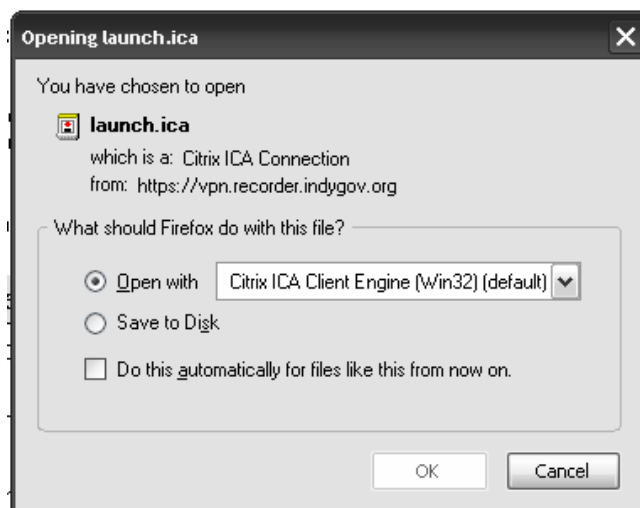 Opening launch.ica
You have chosen to open
launch.ica
which is a: Citrix ICA Connection
from: https://vpn.recorder.indygov.org
What should Firefox do with this file?
Open with Citrix ICA Client Engine (Win32) (default)
Save to Disk
Do this automatically for files like this from now on.
OK Cancel